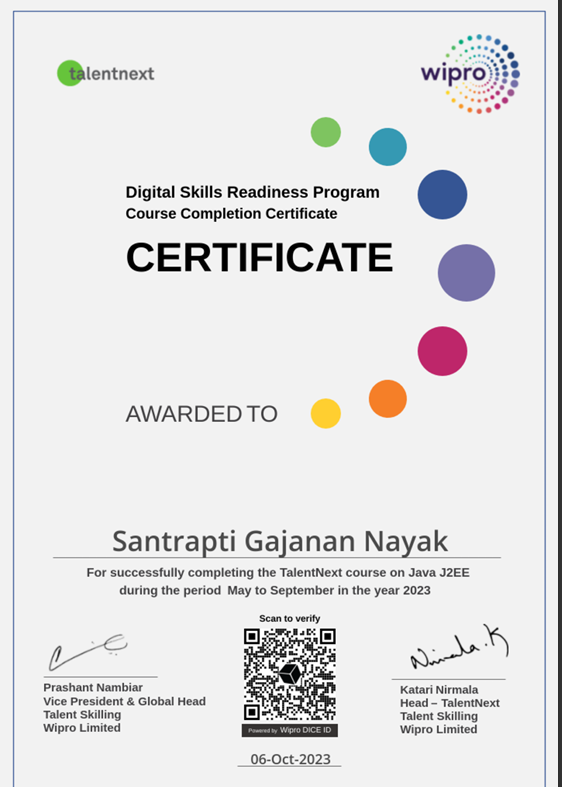 talentnext
wipro
Digital Skills Readiness Program
Course Completion Certificate
CERTIFICATE
AWARDED TO
Santrapti Gajanan Nayak
For successfully completing the TalentNext course on Java J2EE
during the period May to September in the year 2023
Scan to verify
Nirmala.K
Prashant Nambiar
Vice President & Global Head
Talent Skilling
Wipro Limited
Katari Nirmala
Head – TalentNext
Talent Skilling
Wipro Limited
Powered by Wipro DICE ID
06-Oct-2023